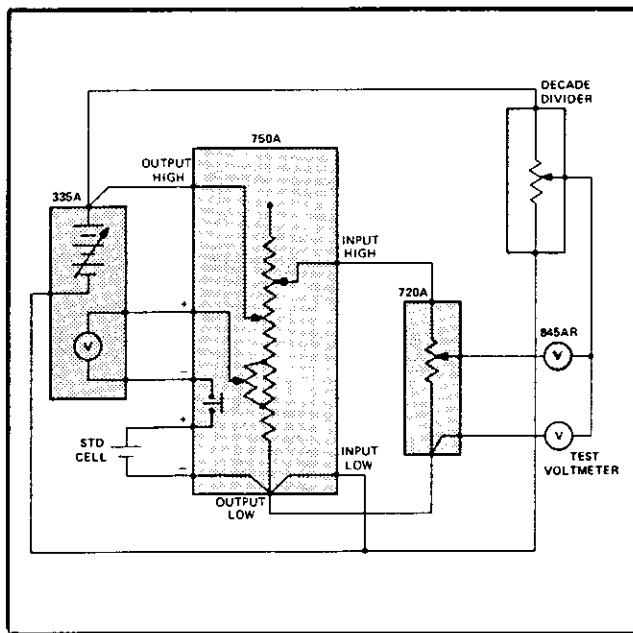 DECADE
DIVIDER
750A
OUTPUT
HIGH
335A
INPUT
HIGH
+
+
720A
845AR
V
V
−
−
+
STD
CELL
V
TEST
VOLTMETER
INPUT
LOW
−
OUTPUT
LOW